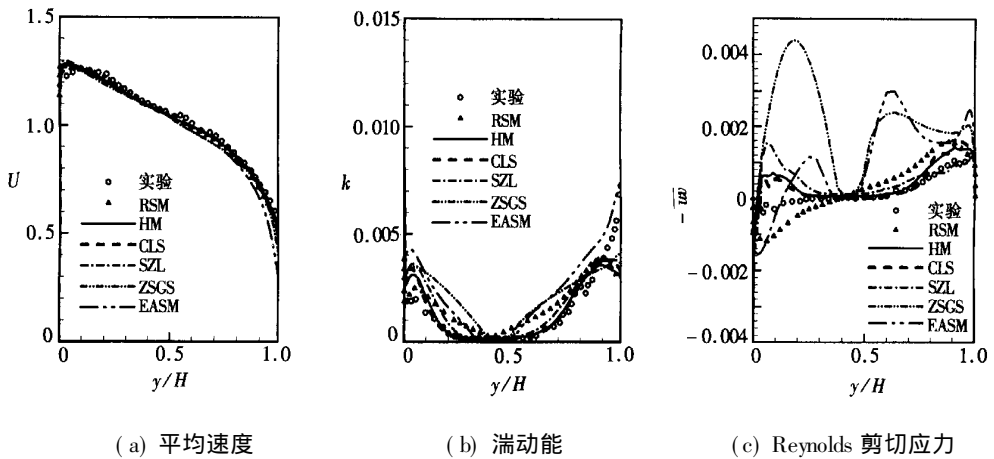 1.5
1.0
0.5
0
U
0
0.5
1.0
y/H
实验
RSM
HM
CLS
SZL
ZSGS
EASM
(a) 平均速度
0.015
0.010
0.005
0
k
0
0.5
1.0
y/H
实验
RSM
HM
CLS
SZL
ZSGS
EASM
(b) 湍动能
0.004
0.002
0
-0.002
-0.004
0
0.5
1.0
y/H
实验
RSM
HM
CLS
SZL
ZSGS
EASM
(c) Reynolds 剪切应力